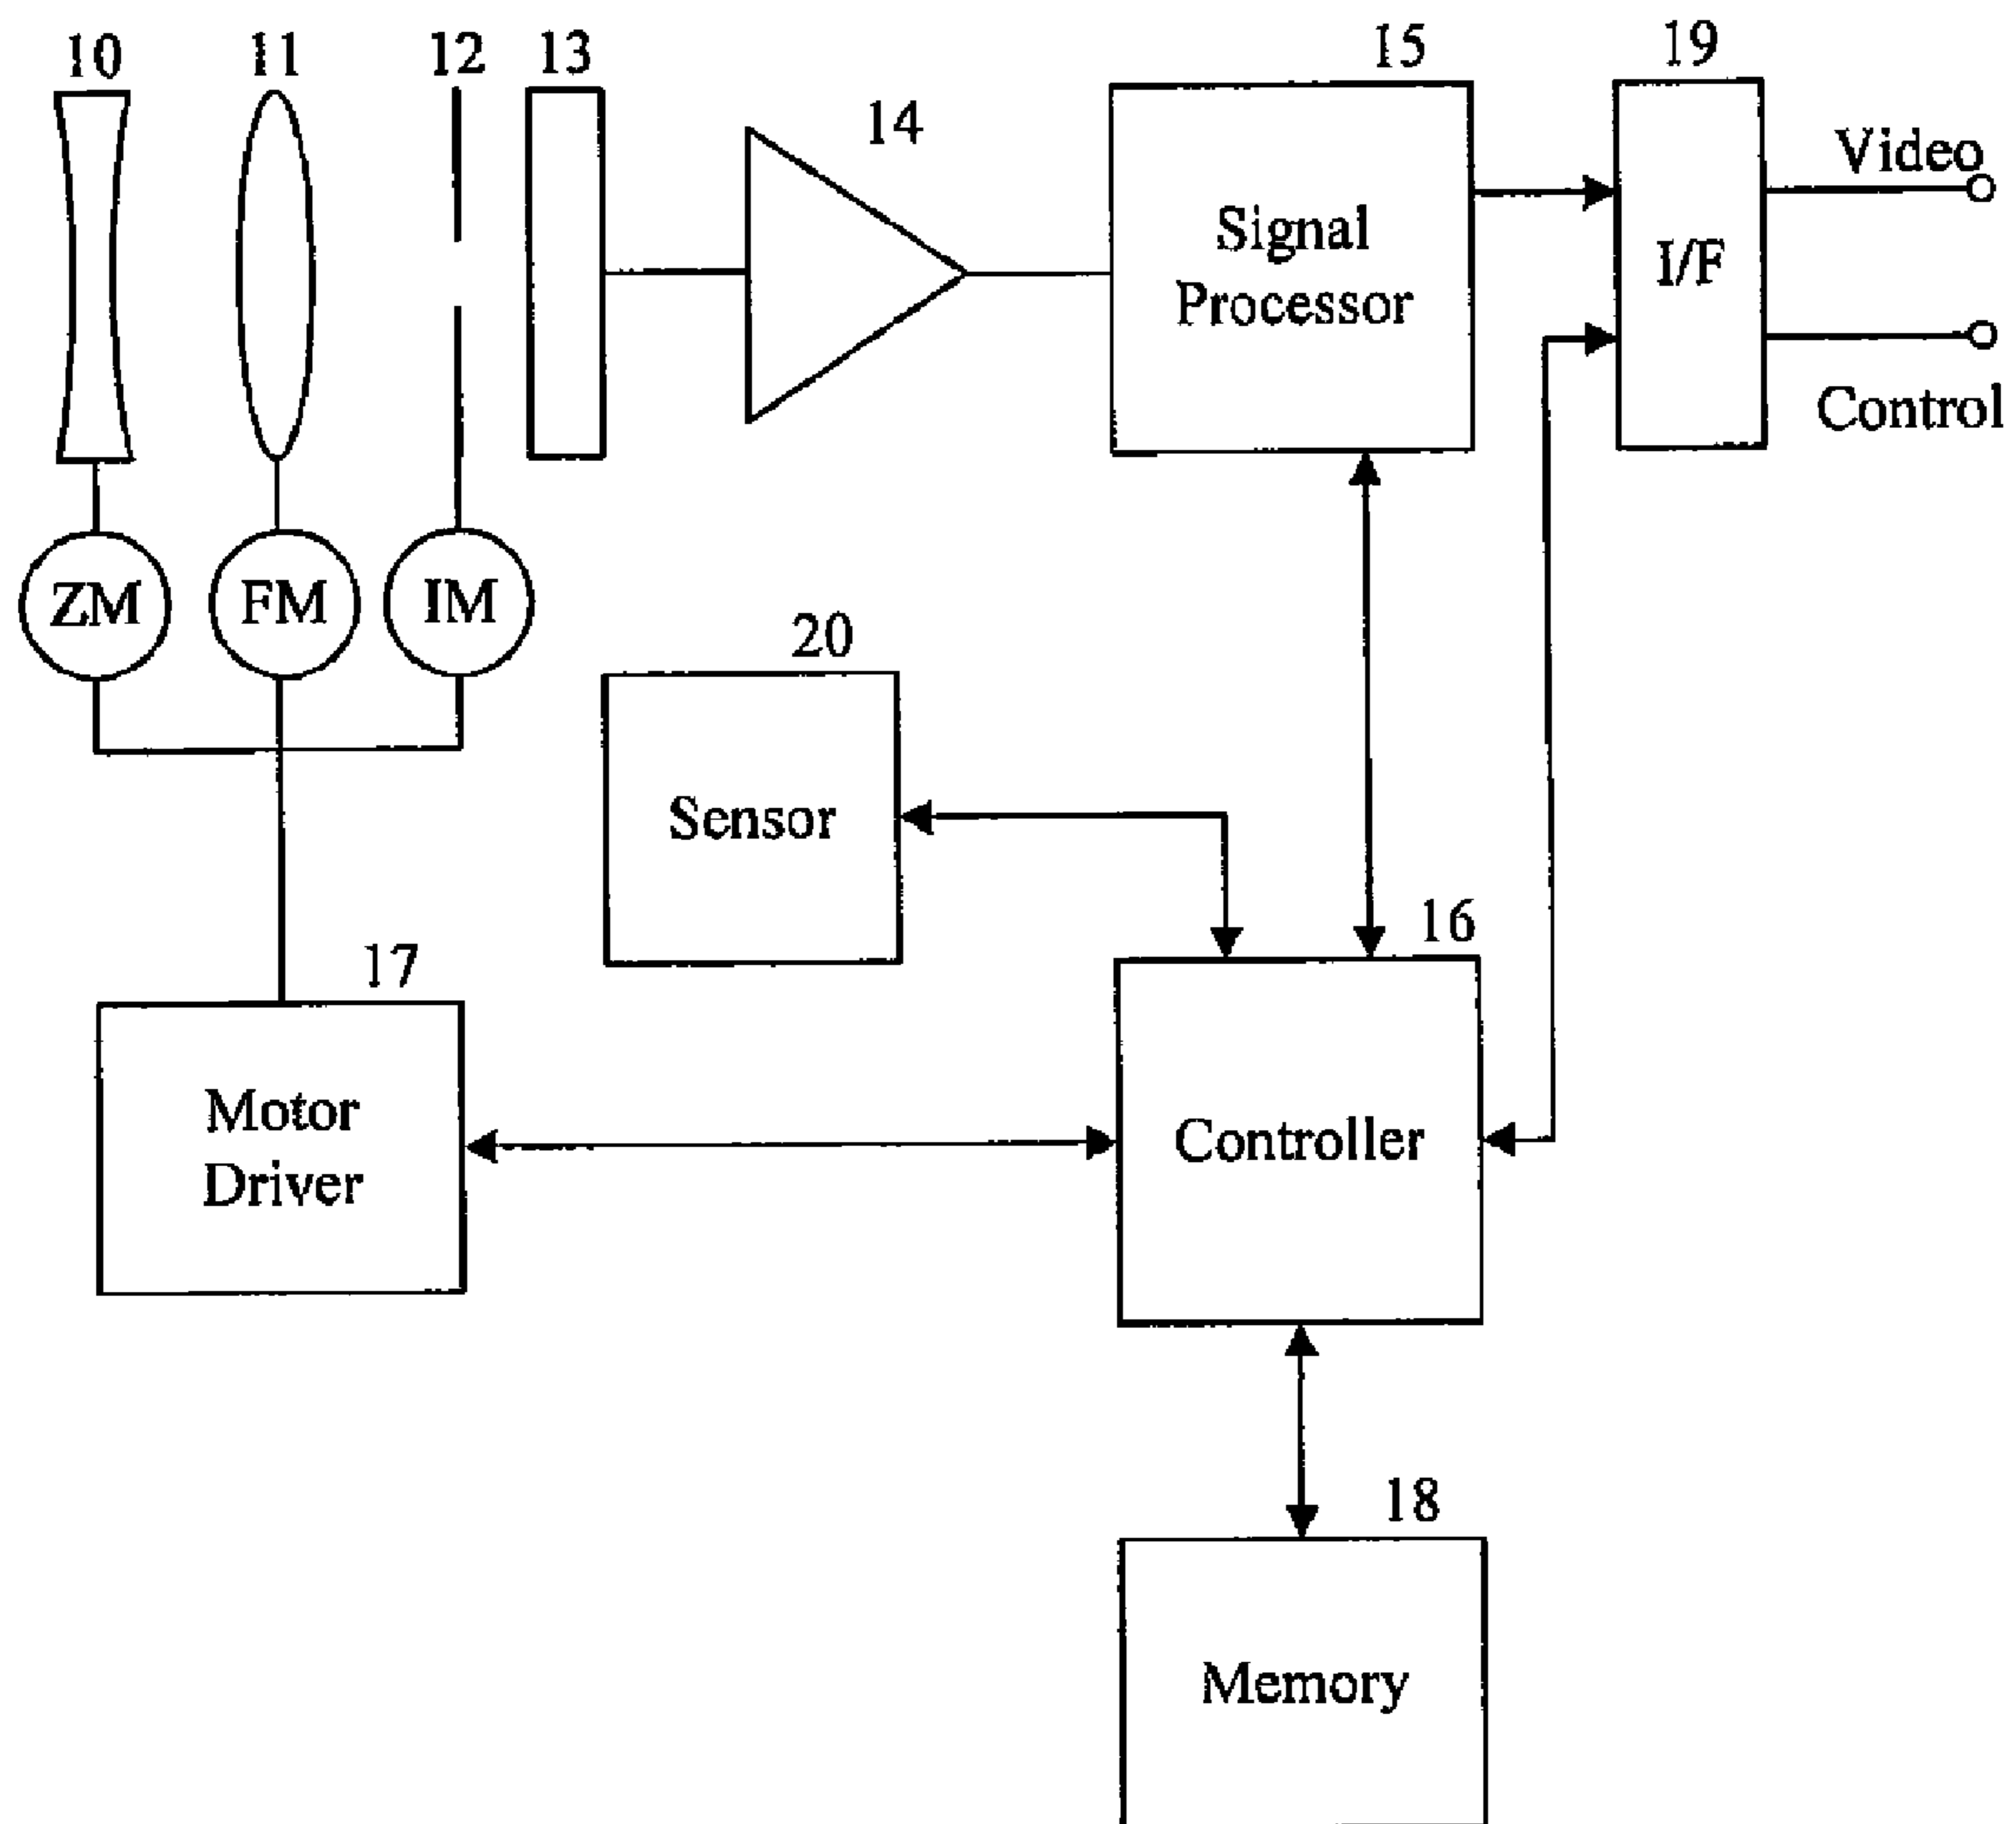 10 11 12 13 14 15 19
Video
Signal
Processor
I/F
Control
ZM FM IM
20
Sensor
16
17
Motor
Driver
Controller
18
Memory